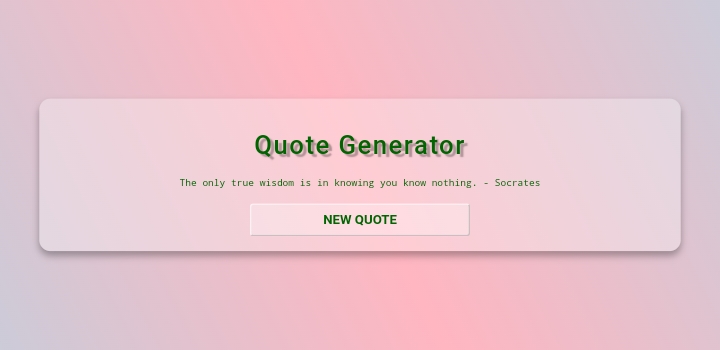 Quote Generator
The only true wisdom is in knowing you know nothing. - Socrates
NEW QUOTE